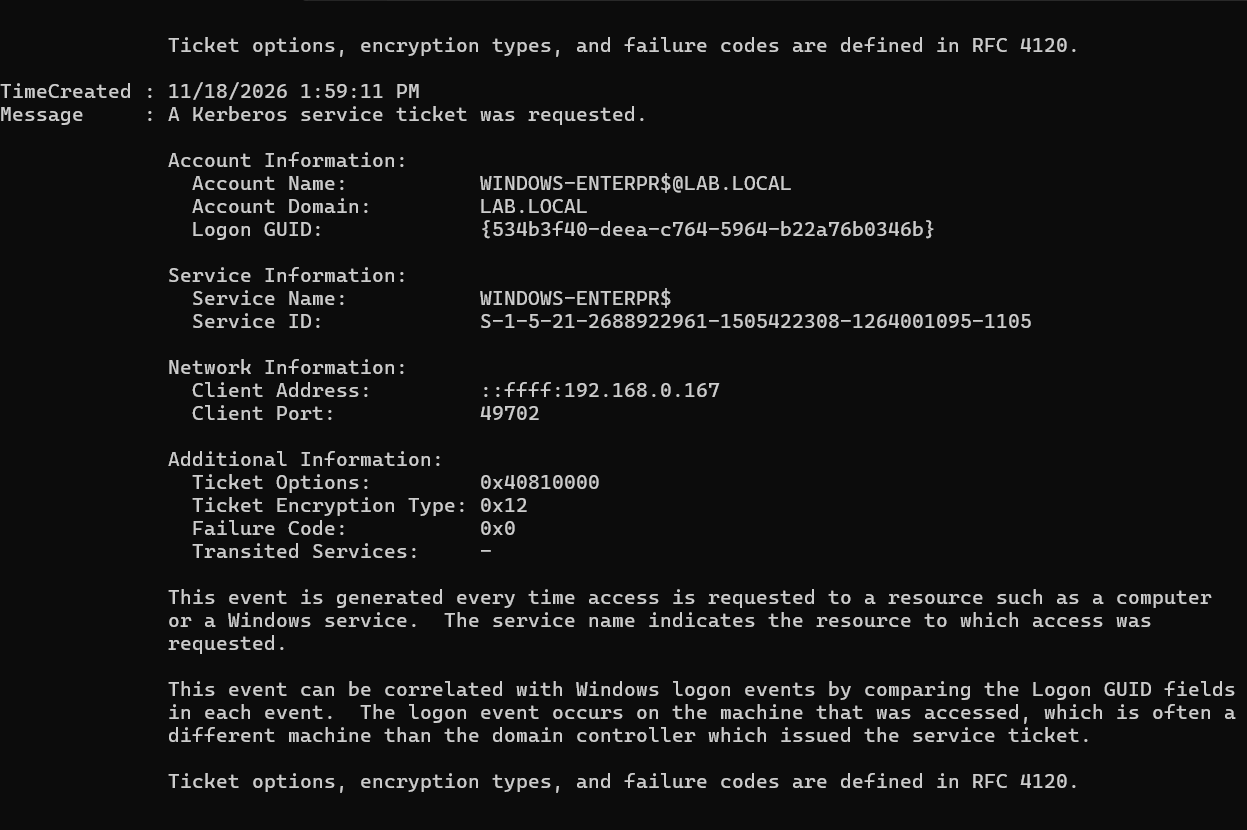 Ticket options, encryption types, and failure codes are defined in RFC 4120.
TimeCreated : 11/18/2026 1:59:11 PM
Message     : A Kerberos service ticket was requested.
Account Information:
Account Name: WINDOWS-ENTERPR$@LAB.LOCAL
Account Domain: LAB.LOCAL
Logon GUID: {534b3f40-deea-c764-5964-b22a76b0346b}
Service Information:
Service Name: WINDOWS-ENTERPR$
Service ID: S-1-5-21-2688922961-1505422308-1264001095-1105
Network Information:
Client Address: ::ffff:192.168.0.167
Client Port: 49702
Additional Information:
Ticket Options: 0x40810000
Ticket Encryption Type: 0x12
Failure Code: 0x0
Transited Services: -
This event is generated every time access is requested to a resource such as a computer
or a Windows service.  The service name indicates the resource to which access was
requested.
This event can be correlated with Windows logon events by comparing the Logon GUID fields
in each event.  The logon event occurs on the machine that was accessed, which is often a
different machine than the domain controller which issued the service ticket.
Ticket options, encryption types, and failure codes are defined in RFC 4120.